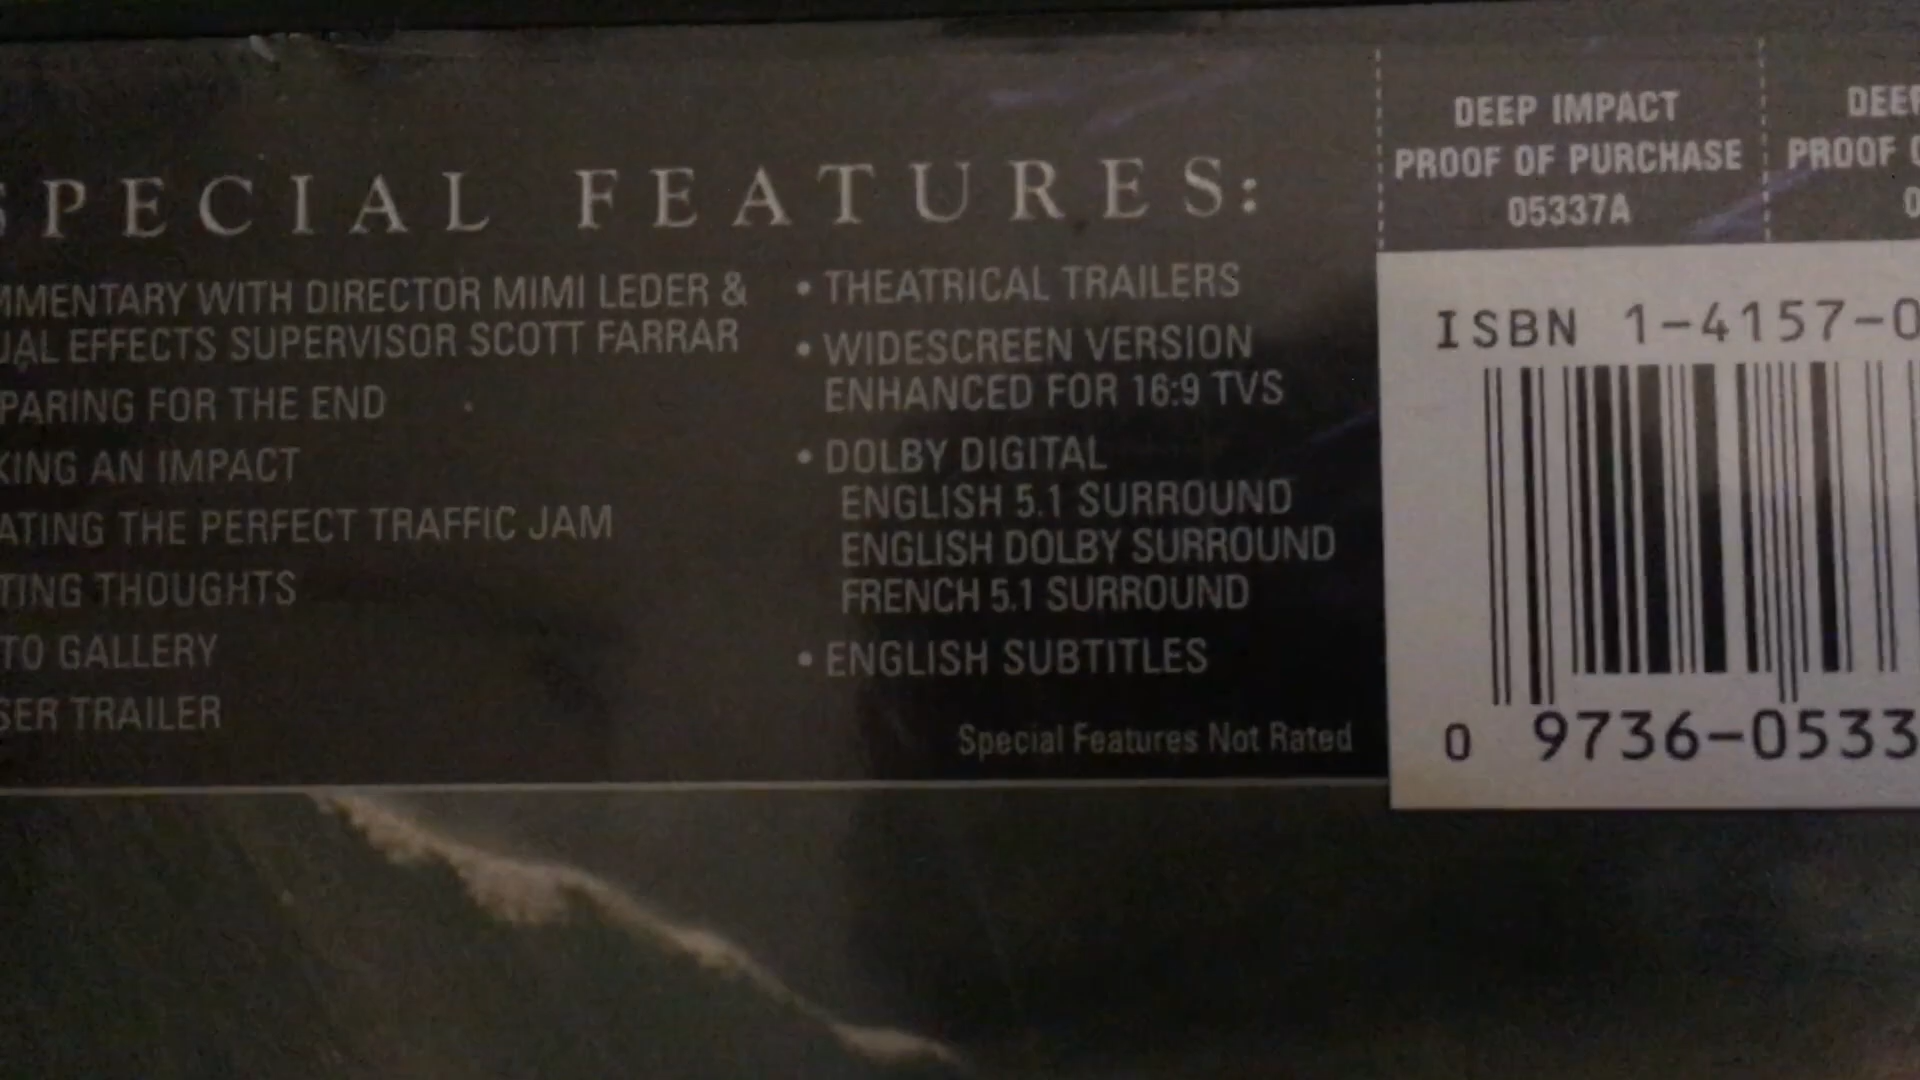 SPECIAL FEATURES:
MMENTARY WITH DIRECTOR MIMI LEDER &
UAL EFFECTS SUPERVISOR SCOTT FARRAR
PARING FOR THE END
KING AN IMPACT
ATING THE PERFECT TRAFFIC JAM
TING THOUGHTS
TO GALLERY
SER TRAILER
• THEATRICAL TRAILERS
• WIDESCREEN VERSION
ENHANCED FOR 16:9 TVS
• DOLBY DIGITAL
ENGLISH 5.1 SURROUND
ENGLISH DOLBY SURROUND
FRENCH 5.1 SURROUND
• ENGLISH SUBTITLES
Special Features Not Rated
DEEP IMPACT
PROOF OF PURCHASE
05337A
DEEP
PROOF O
0
ISBN 1-4157-0
0 9736-0533